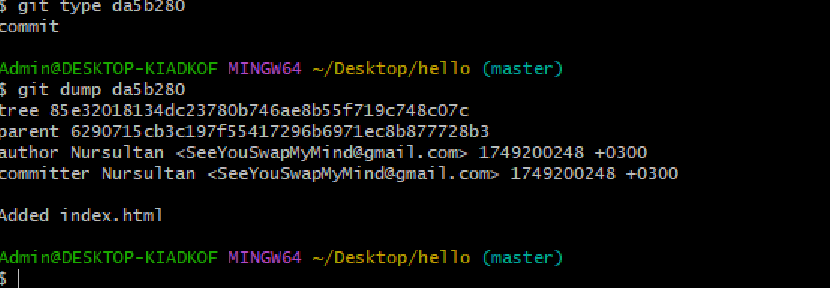 $ git type da5b280
commit
Admin@DESKTOP-KIADKOF MINGW64 ~/Desktop/hello (master)
$ git dump da5b280
tree 85e32018134dc23780b746ae8b55f719c748c07c
parent 6290715cb3c197f55417296b6971ec8b877728b3
author Nursultan <SeeYouSwapMyMind@gmail.com> 1749200248 +0300
committer Nursultan <SeeYouSwapMyMind@gmail.com> 1749200248 +0300
Added index.html
Admin@DESKTOP-KIADKOF MINGW64 ~/Desktop/hello (master)
$